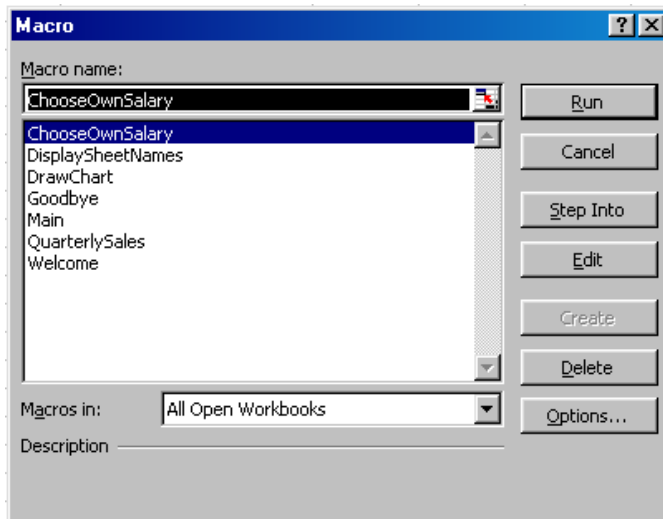 Macro
Macro name:
ChooseOwnSalary
ChooseOwnSalary
DisplaySheetNames
DrawChart
Goodbye
Main
QuarterlySales
Welcome
Run
Cancel
Step Into
Edit
Create
Delete
Options...
Macros in:
All Open Workbooks
Description